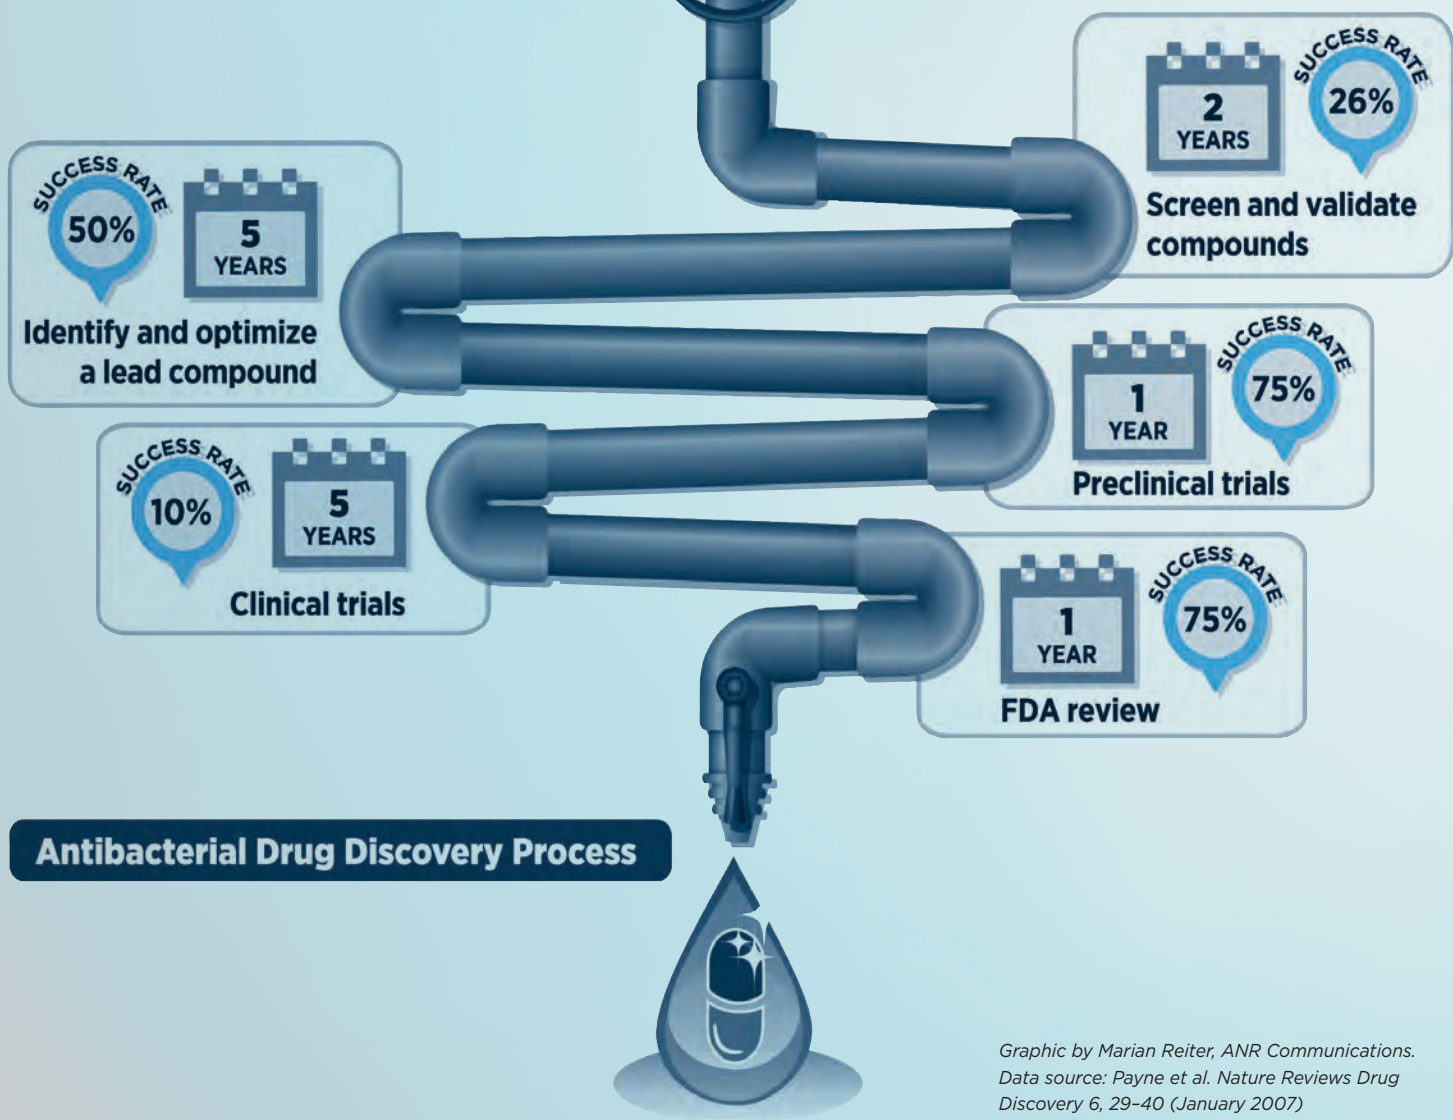 SUCCESS RATE
26%
2
YEARS
Screen and validate
compounds
SUCCESS RATE
50%
5
YEARS
Identify and optimize
a lead compound
SUCCESS RATE
75%
1
YEAR
Preclinical trials
SUCCESS RATE
10%
5
YEARS
Clinical trials
SUCCESS RATE
75%
1
YEAR
FDA review
Antibacterial Drug Discovery Process
Graphic by Marian Reiter, ANR Communications.
Data source: Payne et al. Nature Reviews Drug
Discovery 6, 29–40 (January 2007)